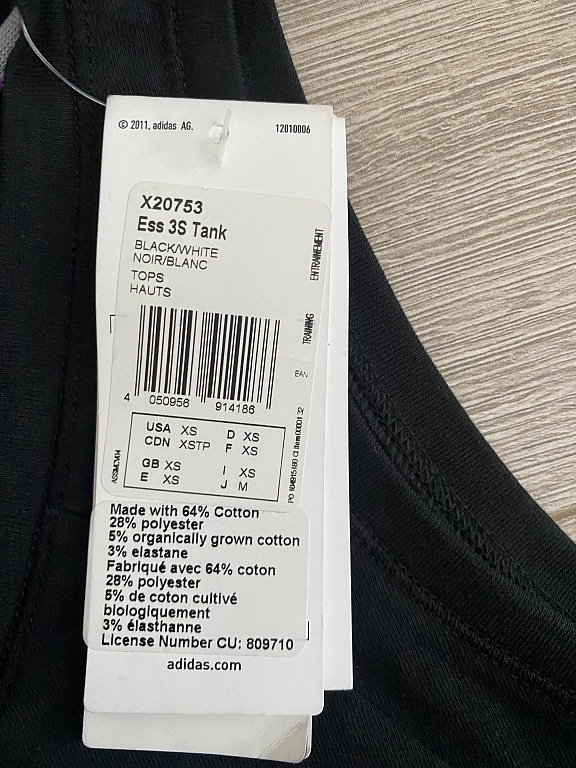 © 2011, adidas AG. 12010006
X20753
Ess 3S Tank
BLACK/WHITE
NOIR/BLANC
TOPS
HAUTS
ENTRAINEMENT
TRAINING
EAN
4 050956 914186
USA XS D XS
CDN XSTP F XS
GB XS I XS
E XS J M
Made with 64% Cotton
28% polyester
5% organically grown cotton
3% elastane
Fabriqué avec 64% coton
28% polyester
5% de coton cultivé
biologiquement
3% élasthanne
License Number CU: 809710
adidas.com